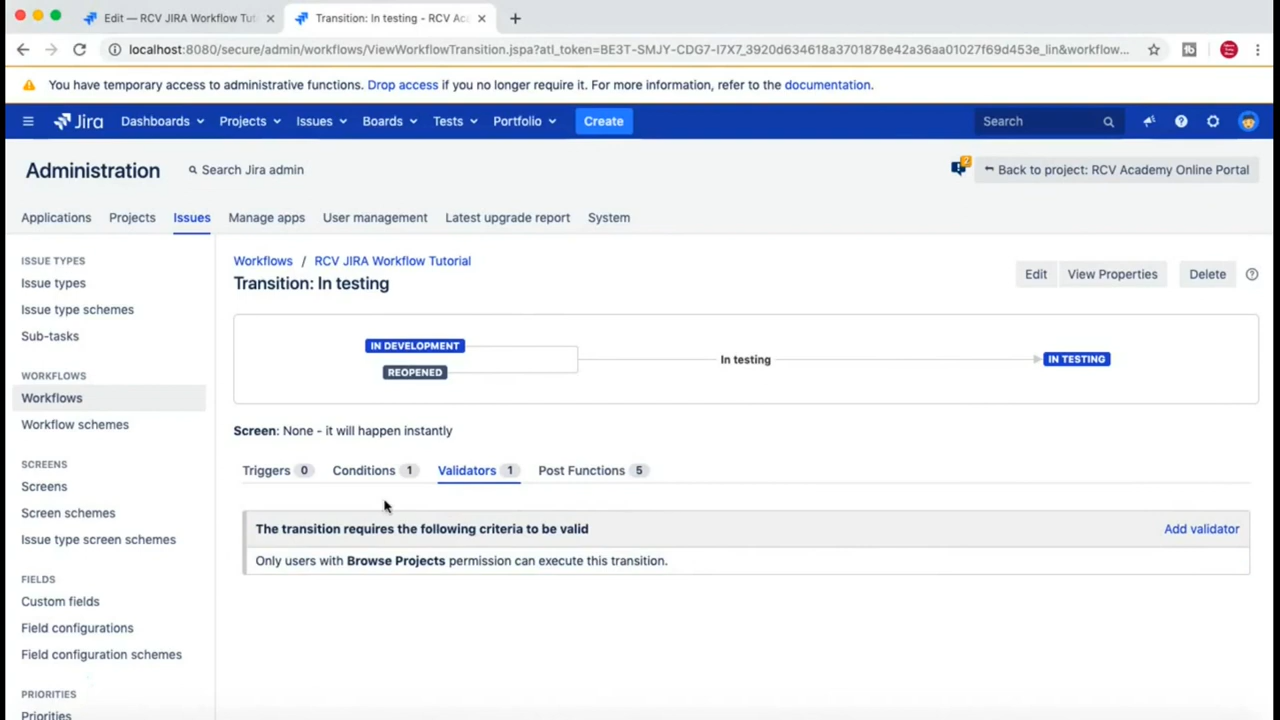 Edit — RCV JIRA Workflow Tut
Transition: In testing - RCV Ac
localhost:8080/secure/admin/workflows/ViewWorkflowTransition.jspa?atl_token=BE3T-SMJY-CDG7-I7X7_3920d634618a3701878e42a36aa01027f69d453e_lin&workflow...
You have temporary access to administrative functions. Drop access if you no longer require it. For more information, refer to the documentation.
Jira Dashboards Projects Issues Boards Tests Portfolio Create Search
Administration Search Jira admin Back to project: RCV Academy Online Portal
Applications Projects Issues Manage apps User management Latest upgrade report System
ISSUE TYPES
Issue types
Issue type schemes
Sub-tasks
WORKFLOWS
Workflows
Workflow schemes
SCREENS
Screens
Screen schemes
Issue type screen schemes
FIELDS
Custom fields
Field configurations
Field configuration schemes
PRIORITIES
Priorities
Workflows / RCV JIRA Workflow Tutorial
Transition: In testing
Edit View Properties Delete
IN DEVELOPMENT
REOPENED
In testing
IN TESTING
Screen: None - it will happen instantly
Triggers 0 Conditions 1 Validators 1 Post Functions 5
The transition requires the following criteria to be valid Add validator
Only users with Browse Projects permission can execute this transition.